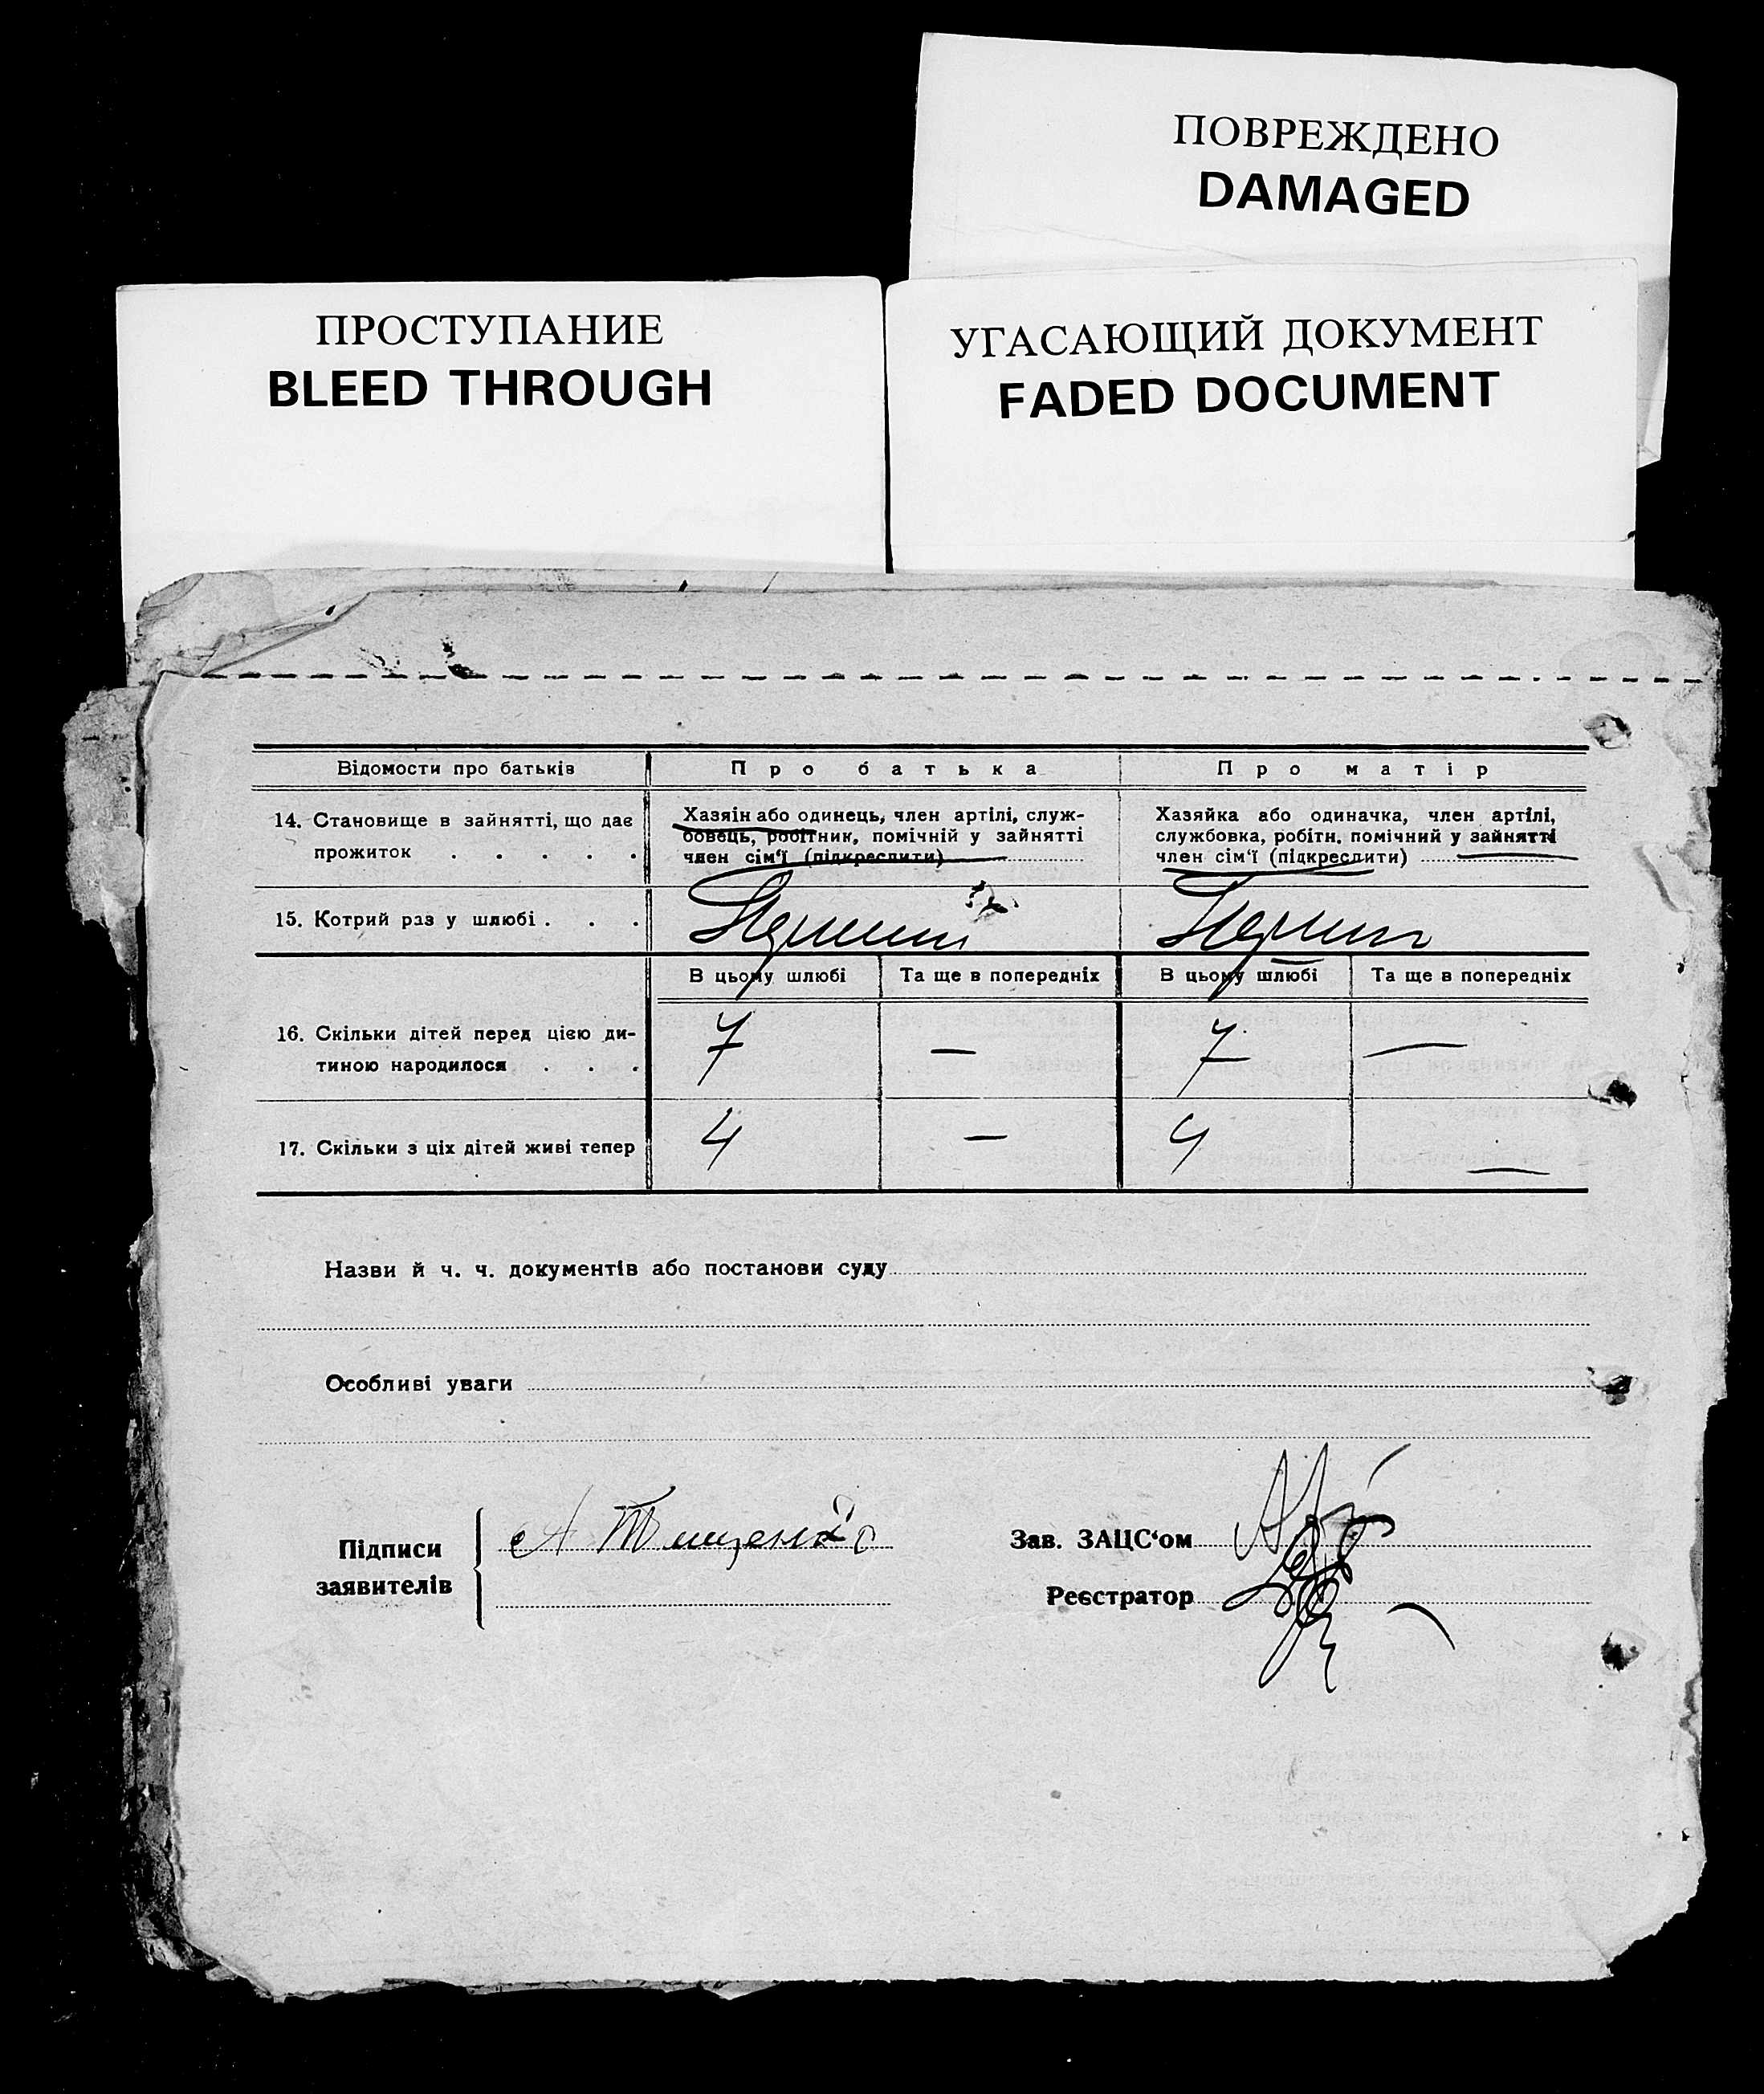 ПОВРЕЖДЕНО
DAMAGED
ПРОСТУПАНИЕ
BLEED THROUGH
УГАСАЮЩИЙ ДОКУМЕНТ
FADED DOCUMENT
Відомости про батьків
Про батька
Про матір
14. Становище в зайнятті, що дає
прожиток . . . . .
Хазяін або одинець, член артілі, служ-
бовець, робітник, помічній у зайнятті
член сім‘ї (підкреслити)
Хазяйка або одиначка, член артілі,
службовка, робітн. помічний у зайнятті
член сім‘ї (підкреслити)
15. Котрий раз у шлюбі . . .
Перший
Перший
В цьому шлюбі
Та ще в попередніх
В цьому шлюбі
Та ще в попередніх
16. Скільки дітей перед цією ди-
тиною народилося . . .
7
—
7
—
17. Скільки з ціх дітей живі тепер
4
—
4
—
Назви й ч. ч. документів або постанови суду
Особливі уваги
Підписи
заявителів
А Тищенко
Зав. ЗАЦС‘ом
Реєстратор